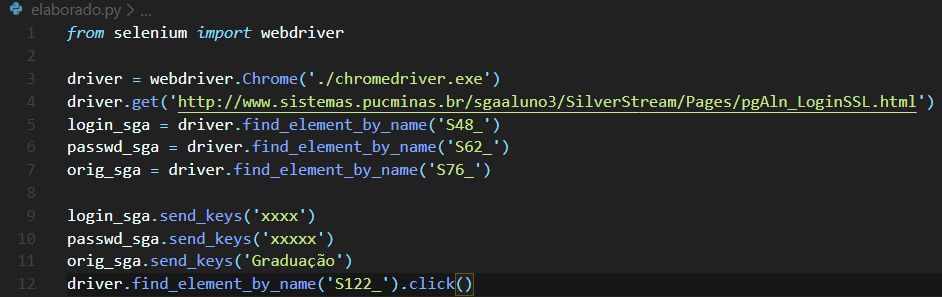 elaborado.py > ...
1 from selenium import webdriver
2
3 driver = webdriver.Chrome('./chromedriver.exe')
4 driver.get('http://www.sistemas.pucminas.br/sgaaluno3/SilverStream/Pages/pgAln_LoginSSL.html')
5 login_sga = driver.find_element_by_name('S48_')
6 passwd_sga = driver.find_element_by_name('S62_')
7 orig_sga = driver.find_element_by_name('S76_')
8
9 login_sga.send_keys('xxxx')
10 passwd_sga.send_keys('xxxxx')
11 orig_sga.send_keys('Graduação')
12 driver.find_element_by_name('S122_').click()